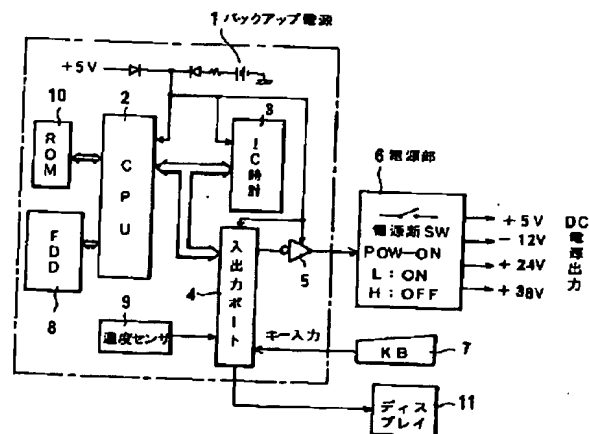 1 バックアップ電源
+5V
10
ROM
2
CPU
3
IC時計
6 電源部
電源断SW
POW-ON
L:ON
H:OFF
+5V
-12V
+24V
+38V
DC電源出力
FDD
8
4
入出力ポート
5
9
温度センサ
キー入力
KB
7
ディスプレイ
11